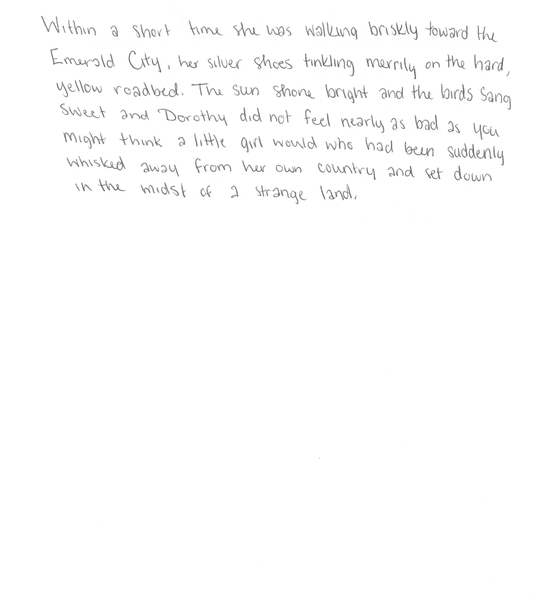 Within a short time she was walking briskly toward the
Emerald City, her silver shoes tinkling merrily on the hard,
yellow roadbed. The sun shone bright and the birds sang
sweet and Dorothy did not feel nearly as bad as you
might think a little girl would who had been suddenly
whisked away from her own country and set down
in the midst of a strange land.